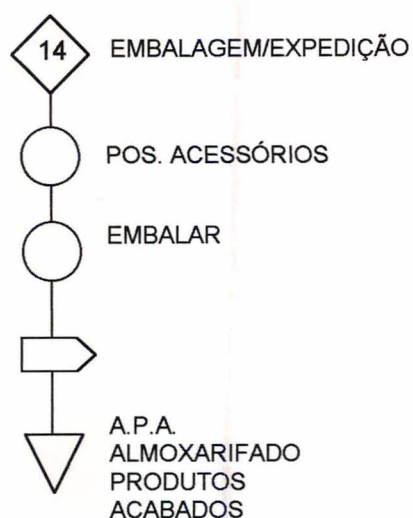 14 EMBALAGEM/EXPEDIÇÃO
POS. ACESSÓRIOS
EMBALAR
A.P.A.
ALMOXARIFADO
PRODUTOS
ACABADOS